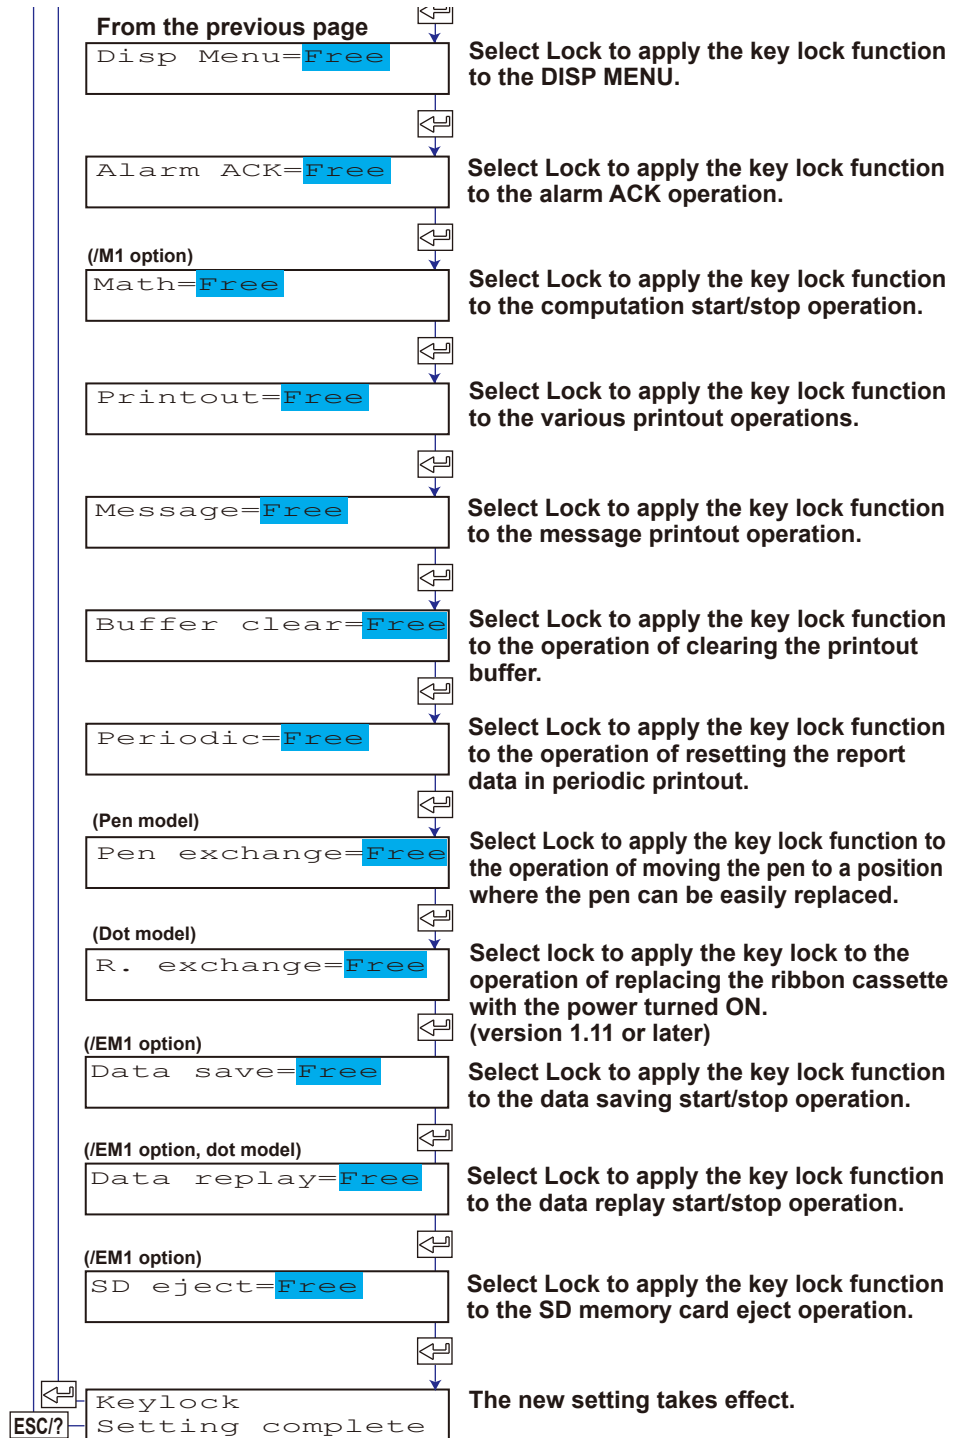 From the previous page
Disp Menu=Free
Select Lock to apply the key lock function
to the DISP MENU.
Alarm ACK=Free
Select Lock to apply the key lock function
to the alarm ACK operation.
(/M1 option)
Math=Free
Select Lock to apply the key lock function
to the computation start/stop operation.
Printout=Free
Select Lock to apply the key lock function
to the various printout operations.
Message=Free
Select Lock to apply the key lock function
to the message printout operation.
Buffer clear=Free
Select Lock to apply the key lock function
to the operation of clearing the printout
buffer.
Periodic=Free
Select Lock to apply the key lock function
to the operation of resetting the report
data in periodic printout.
(Pen model)
Pen exchange=Free
Select Lock to apply the key lock function to
the operation of moving the pen to a position
where the pen can be easily replaced.
(Dot model)
R. exchange=Free
Select lock to apply the key lock to the
operation of replacing the ribbon cassette
with the power turned ON.
(version 1.11 or later)
(/EM1 option)
Data save=Free
Select Lock to apply the key lock function
to the data saving start/stop operation.
(/EM1 option, dot model)
Data replay=Free
Select Lock to apply the key lock function
to the data replay start/stop operation.
(/EM1 option)
SD eject=Free
Select Lock to apply the key lock function
to the SD memory card eject operation.
Keylock
Setting complete
The new setting takes effect.
ESC/?